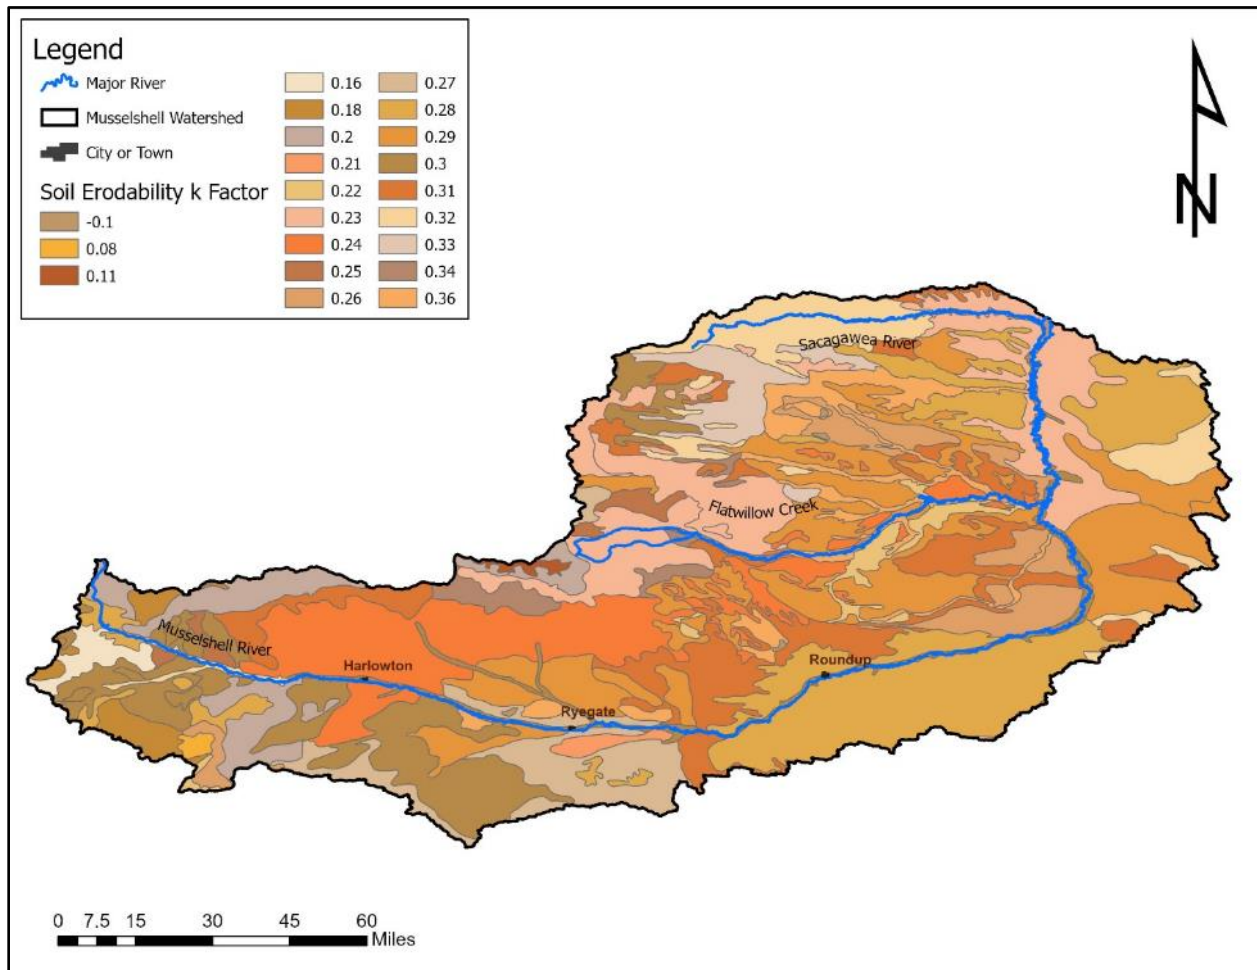 Legend
Major River
Musselshell Watershed
City or Town
Soil Erodability k Factor
-0.1
0.08
0.11
0.16
0.18
0.2
0.21
0.22
0.23
0.24
0.25
0.26
0.27
0.28
0.29
0.3
0.31
0.32
0.33
0.34
0.36
N
Sacagawea River
Flatwillow Creek
Musselshell River
Harlowton
Roundup
Ryegate
0 7.5 15 30 45 60
Miles